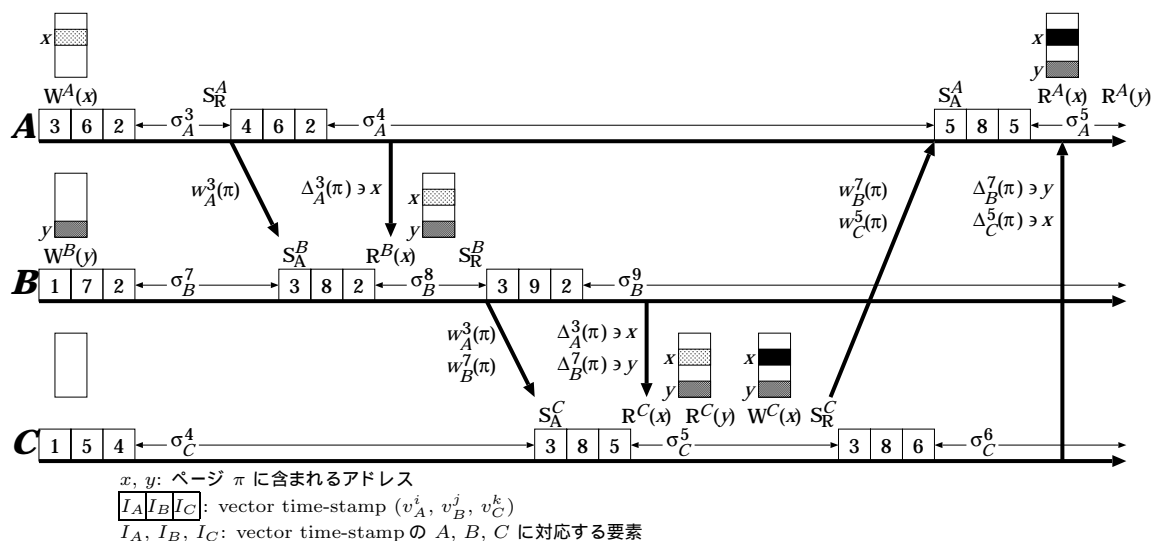 x
x
y
W^A(x) S_R^A S_A^A R^A(x) R^A(y)
A 3 6 2 σ_A^3 4 6 2 σ_A^4 5 8 5 σ_A^5
w_A^3(π) Δ_A^3(π) ∍ x w_B^7(π) Δ_B^7(π) ∍ y
w_C^5(π) Δ_C^5(π) ∍ x
y
x
y
W^B(y) S_A^B R^B(x) S_R^B
B 1 7 2 σ_B^7 3 8 2 σ_B^8 3 9 2 σ_B^9
w_A^3(π) Δ_A^3(π) ∍ x
w_B^7(π) Δ_B^7(π) ∍ y
x
y
x
y
S_A^C R^C(x) R^C(y) W^C(x) S_R^C
C 1 5 4 σ_C^4 3 8 5 σ_C^5 3 8 6 σ_C^6
x, y: ページ π に含まれるアドレス
I_A I_B I_C: vector time-stamp (v_A^i, v_B^j, v_C^k)
I_A, I_B, I_C: vector time-stamp の A, B, C に対応する要素